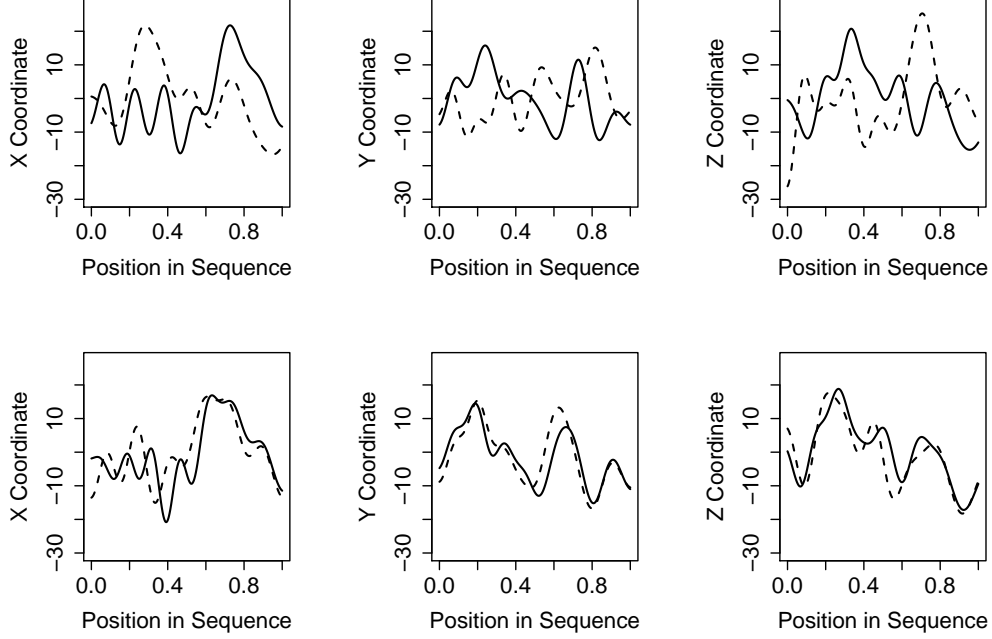 X Coordinate
10
−10
−30
0.0 0.4 0.8
Position in Sequence
Y Coordinate
10
−10
−30
0.0 0.4 0.8
Position in Sequence
Z Coordinate
10
−10
−30
0.0 0.4 0.8
Position in Sequence
X Coordinate
10
−10
−30
0.0 0.4 0.8
Position in Sequence
Y Coordinate
10
−10
−30
0.0 0.4 0.8
Position in Sequence
Z Coordinate
10
−10
−30
0.0 0.4 0.8
Position in Sequence